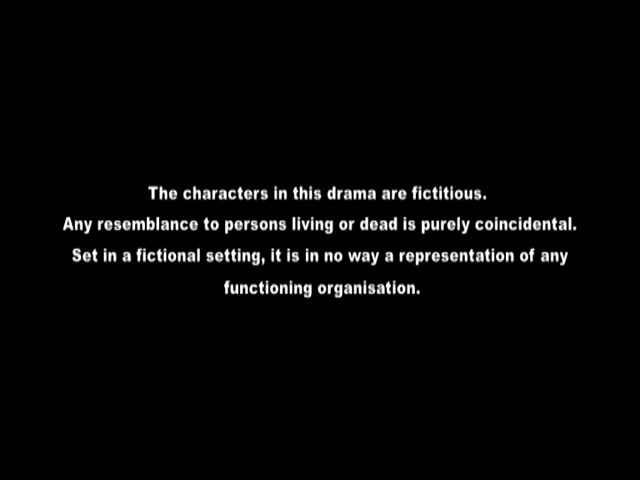 The characters in this drama are fictitious.
Any resemblance to persons living or dead is purely coincidental.
Set in a fictional setting, it is in no way a representation of any
functioning organisation.